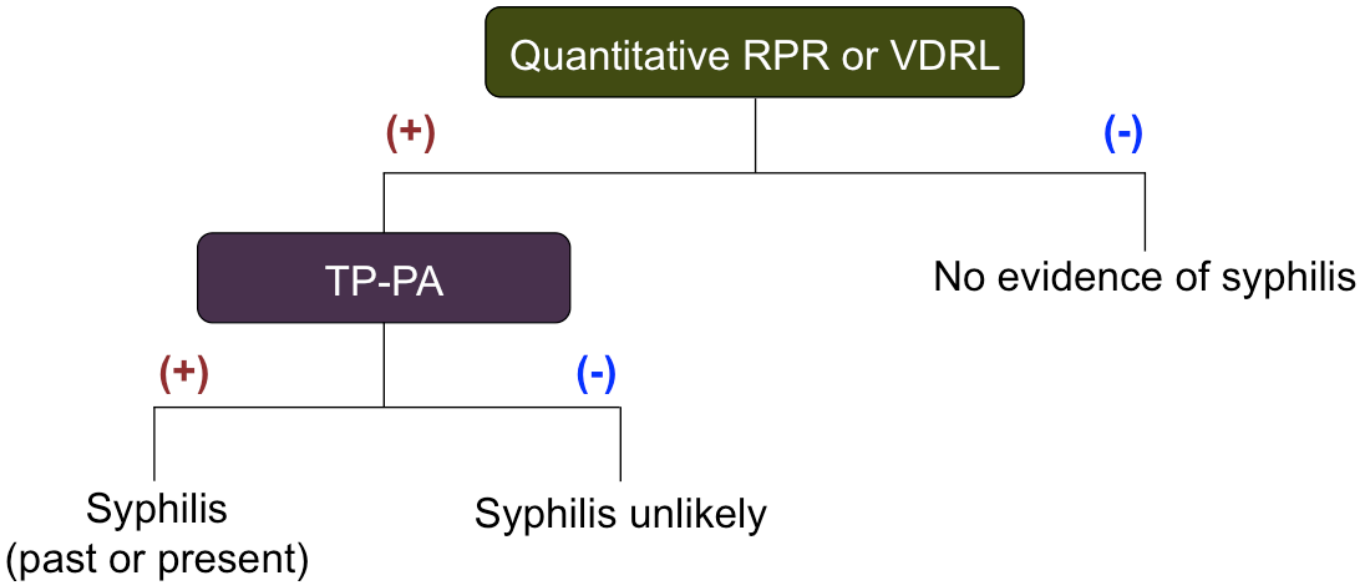 Quantitative RPR or VDRL
(+)
(-)
TP-PA
No evidence of syphilis
(+)
(-)
Syphilis
(past or present)
Syphilis unlikely